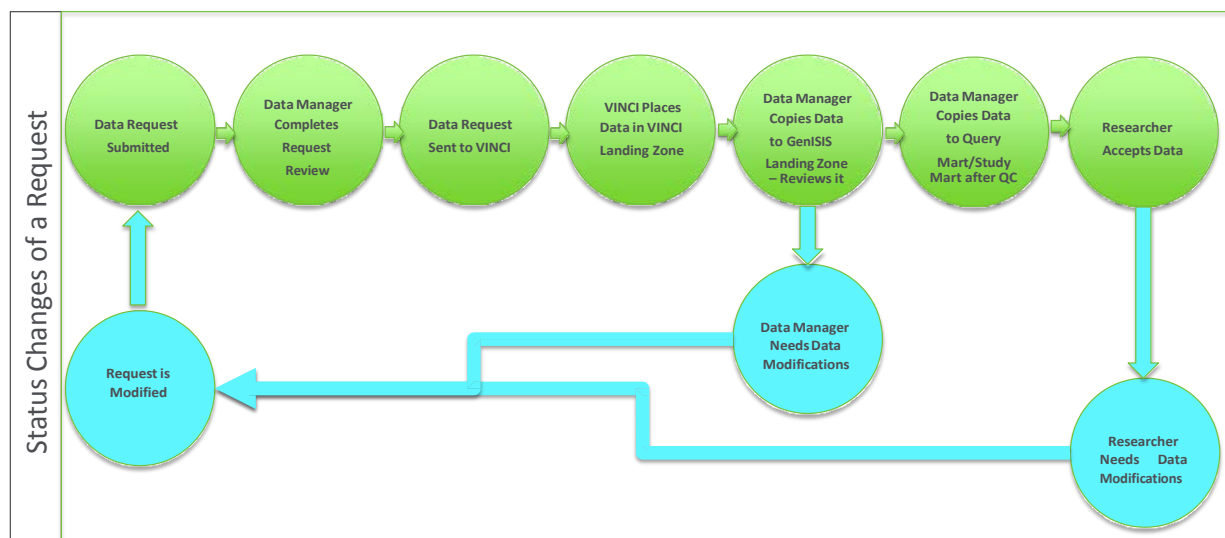 Status Changes of a Request
Data Request
Submitted
Data Manager
Completes
Request
Review
Data Request
Sent to VINCI
VINCI Places
Data in VINCI
Landing Zone
Data Manager
Copies Data
to GenISIS
Landing Zone
– Reviews it
Data Manager
Copies Data
to Query
Mart/Study
Mart after QC
Researcher
Accepts Data
Request is
Modified
Data Manager
Needs Data
Modifications
Researcher
Needs Data
Modifications